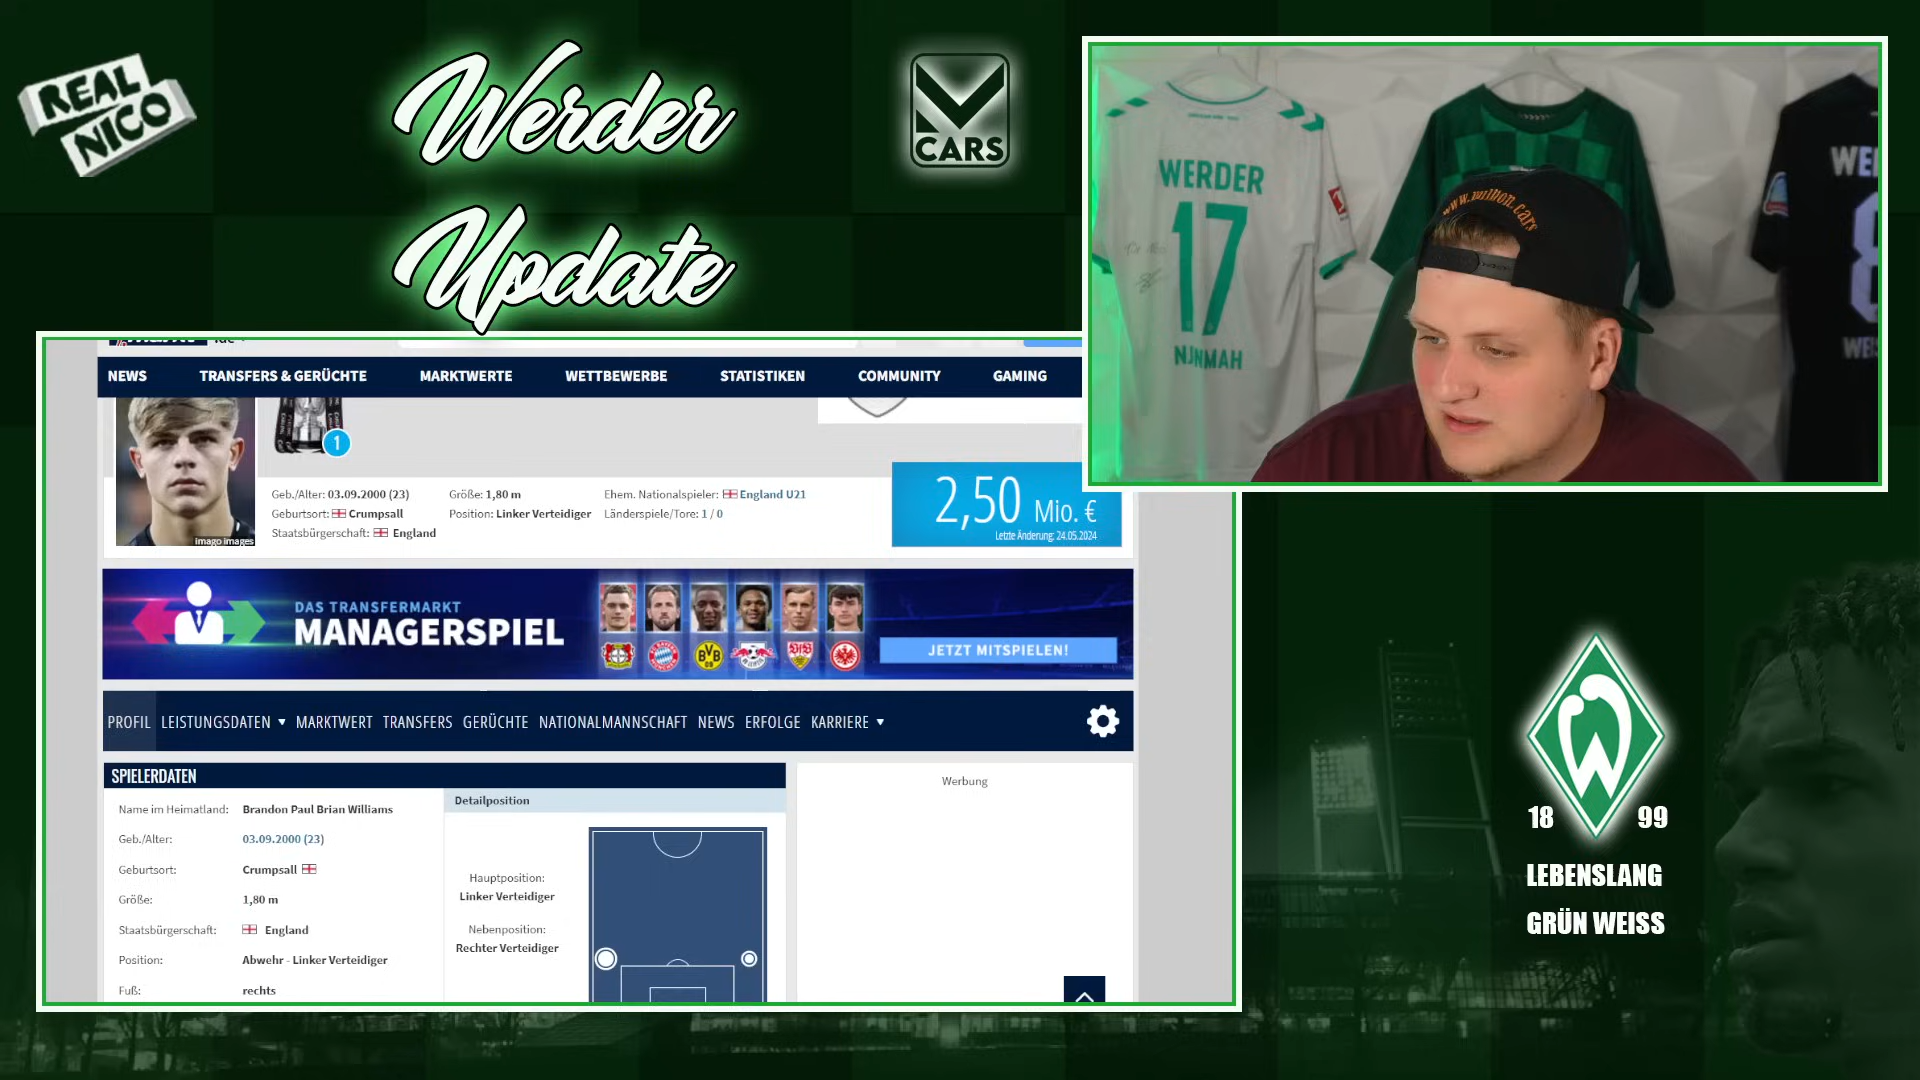 REAL
NICO
Werder
Update
CARS
WERDER
17
www.million.cars
NEWS TRANSFERS & GERÜCHTE MARKTWERTE WETTBEWERBE STATISTIKEN COMMUNITY GAMING
1
Geb./Alter: 03.09.2000 (23) Größe: 1,80 m Ehem. Nationalspieler: England U21
Geburtsort: Crumpsall Position: Linker Verteidiger Länderspiele/Tore: 1 / 0
Staatsbürgerschaft: England
imago images
2,50 Mio. €
Letzte Änderung: 24.05.2024
DAS TRANSFERMARKT
MANAGERSPIEL
BVB
09
JETZT MITSPIELEN!
PROFIL LEISTUNGSDATEN MARKTWERT TRANSFERS GERÜCHTE NATIONALMANNSCHAFT NEWS ERFOLGE KARRIERE
SPIELERDATEN
Name im Heimatland: Brandon Paul Brian Williams
Geb./Alter: 03.09.2000 (23)
Geburtsort: Crumpsall
Größe: 1,80 m
Staatsbürgerschaft: England
Position: Abwehr - Linker Verteidiger
Fuß: rechts
Detailposition
Hauptposition:
Linker Verteidiger
Nebenposition:
Rechter Verteidiger
Werbung
W
18 99
LEBENSLANG
GRÜN WEISS